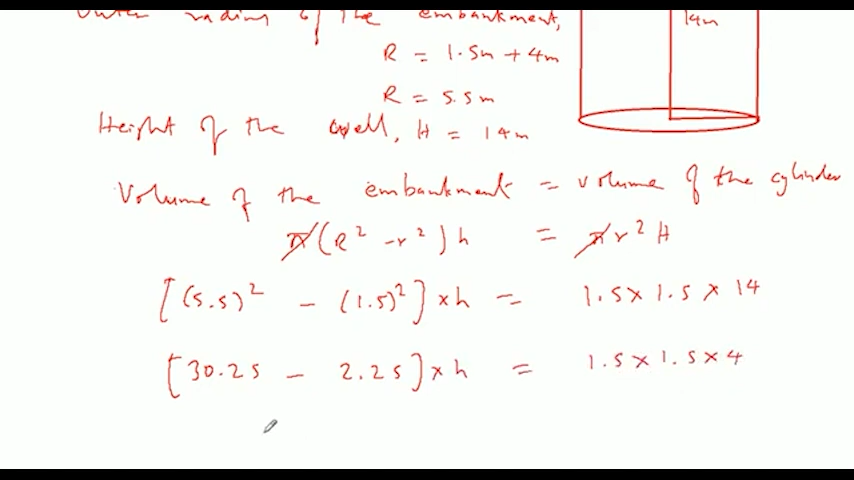 Outer radius of the embankment,
14m
R = 1.5m + 4m
R = 5.5m
Height of the well, H = 14m
Volume of the embankment = volume of the cylinder
π(R² - r²)h = πr²H
[(5.5)² - (1.5)²] × h = 1.5 × 1.5 × 14
[30.25 - 2.25] × h = 1.5 × 1.5 × 4